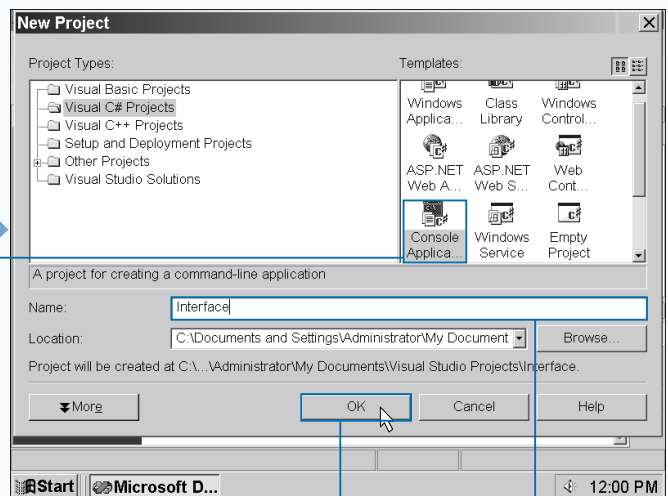 New Project
Project Types:
Templates:
Visual Basic Projects
Visual C# Projects
Visual C++ Projects
Setup and Deployment Projects
Other Projects
Visual Studio Solutions
Windows Applica...
Class Library
Windows Control...
ASP.NET Web A...
ASP.NET Web S...
Web Cont...
Console Applica...
Windows Service
Empty Project
A project for creating a command-line application
Name:
Interface
Location:
C:\Documents and Settings\Administrator\My Document
Browse...
Project will be created at C:\...\Administrator\My Documents\Visual Studio Projects\Interface.
More
OK
Cancel
Help
Start
Microsoft D...
12:00 PM